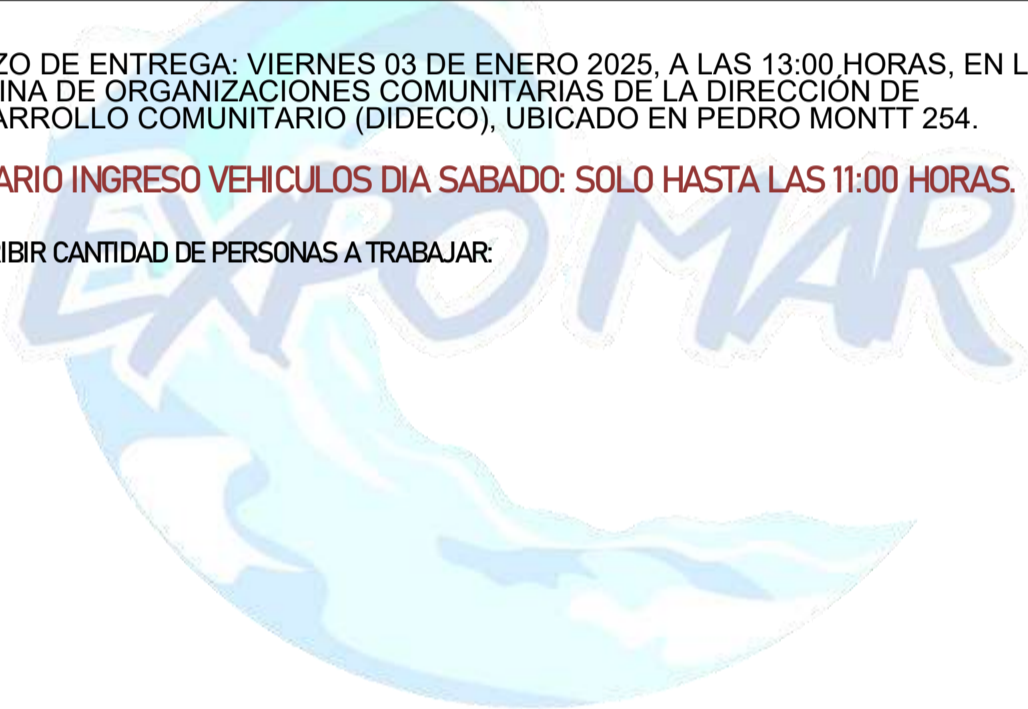 ZO DE ENTREGA: VIERNES 03 DE ENERO 2025, A LAS 13:00 HORAS, EN L
INA DE ORGANIZACIONES COMUNITARIAS DE LA DIRECCIÓN DE
ARROLLO COMUNITARIO (DIDECO), UBICADO EN PEDRO MONTT 254.
ARIO INGRESO VEHICULOS DIA SABADO: SOLO HASTA LAS 11:00 HORAS.
IBIR CANTIDAD DE PERSONAS A TRABAJAR:
EXPO MAR